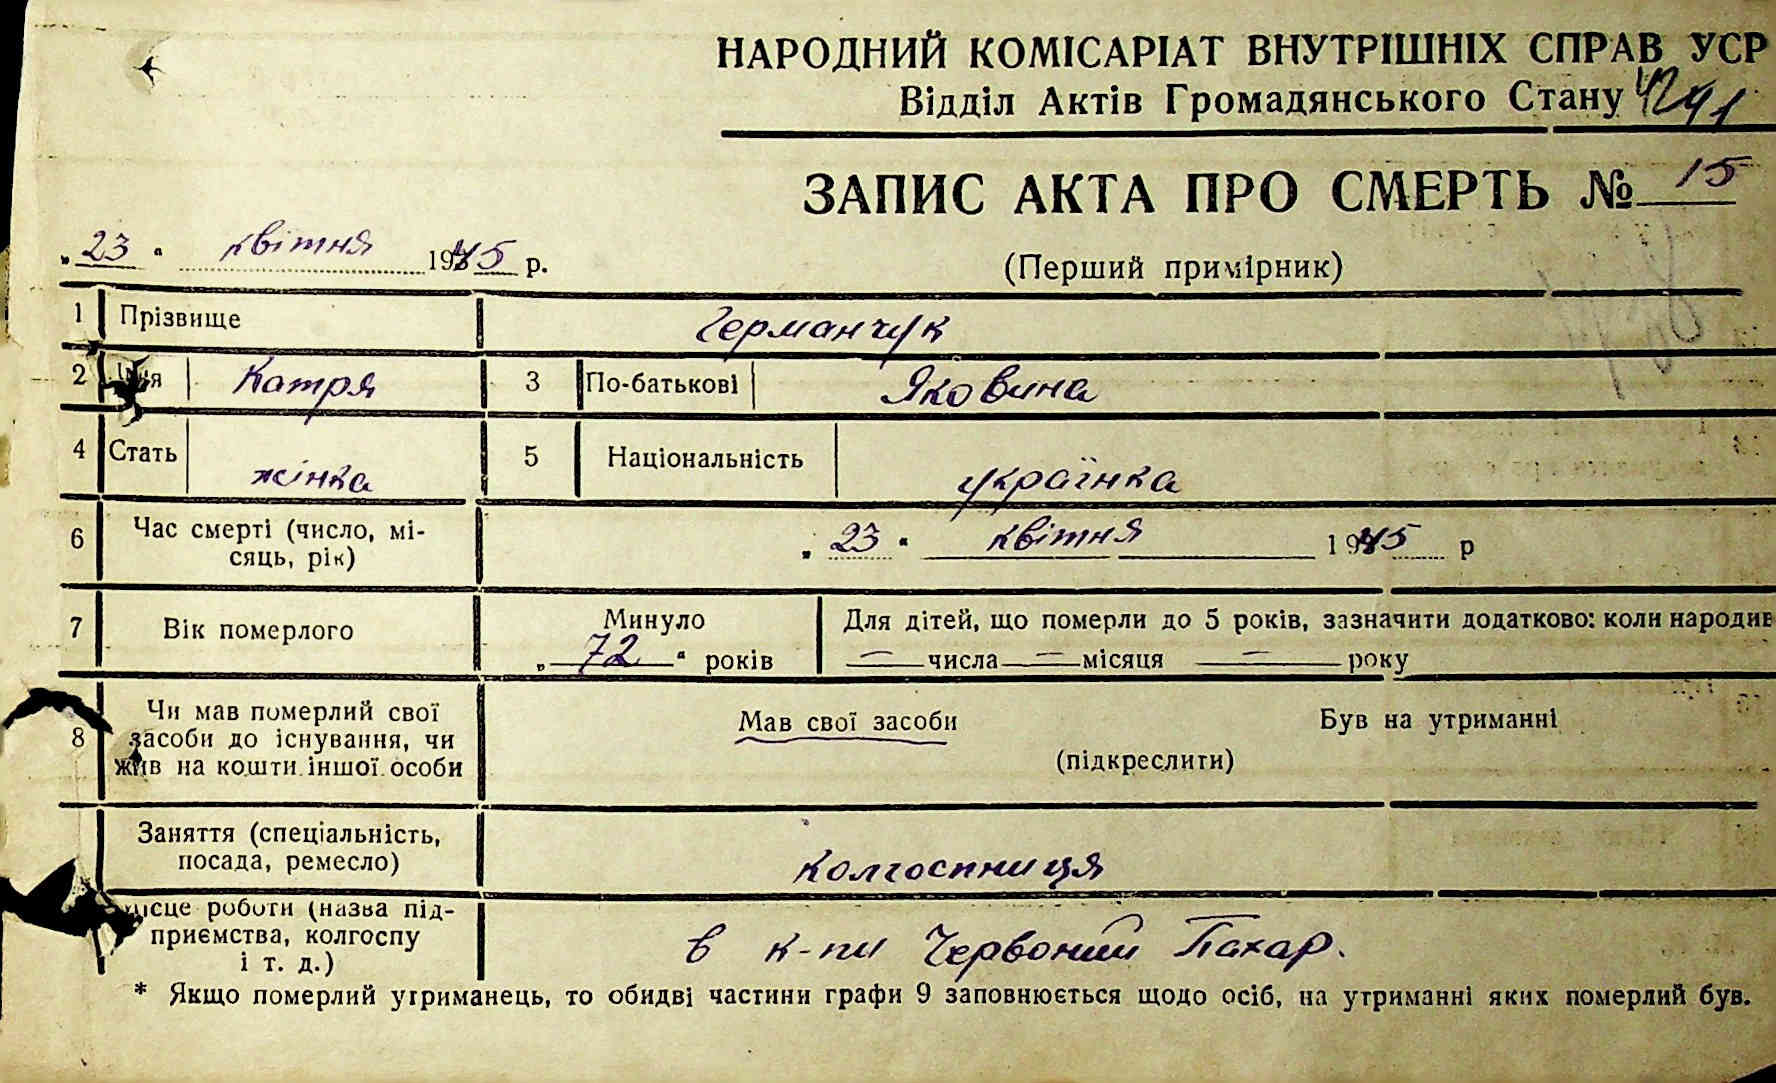 НАРОДНИЙ КОМІСАРІАТ ВНУТРІШНІХ СПРАВ УСР
Відділ Актів Громадянського Стану
ЗАПИС АКТА ПРО СМЕРТЬ № 15
„23“ квітня 1945 р.
(Перший примірник)
1 Прізвище Германчук
2 Ім'я Катря 3 По-батькові Яковина
4 Стать жінка 5 Національність українка
6 Час смерті (число, мі-
сяць, рік) „23“ квітня 1945 р
7 Вік померлого Минуло
„72“ років
Для дітей, що померли до 5 років, зазначити додатково: коли народив
— числа — місяця — року
8 Чи мав померлий свої
засоби до існування, чи
жив на кошти іншої особи
Мав свої засоби Був на утриманні
(підкреслити)
Заняття (спеціальність,
посада, ремесло) колгоспниця
Місце роботи (назва під-
приємства, колгоспу
і т. д.) в к-пи Червоний Пахар.
* Якщо померлий утриманець, то обидві частини графи 9 заповнюється щодо осіб, на утриманні яких померлий був.